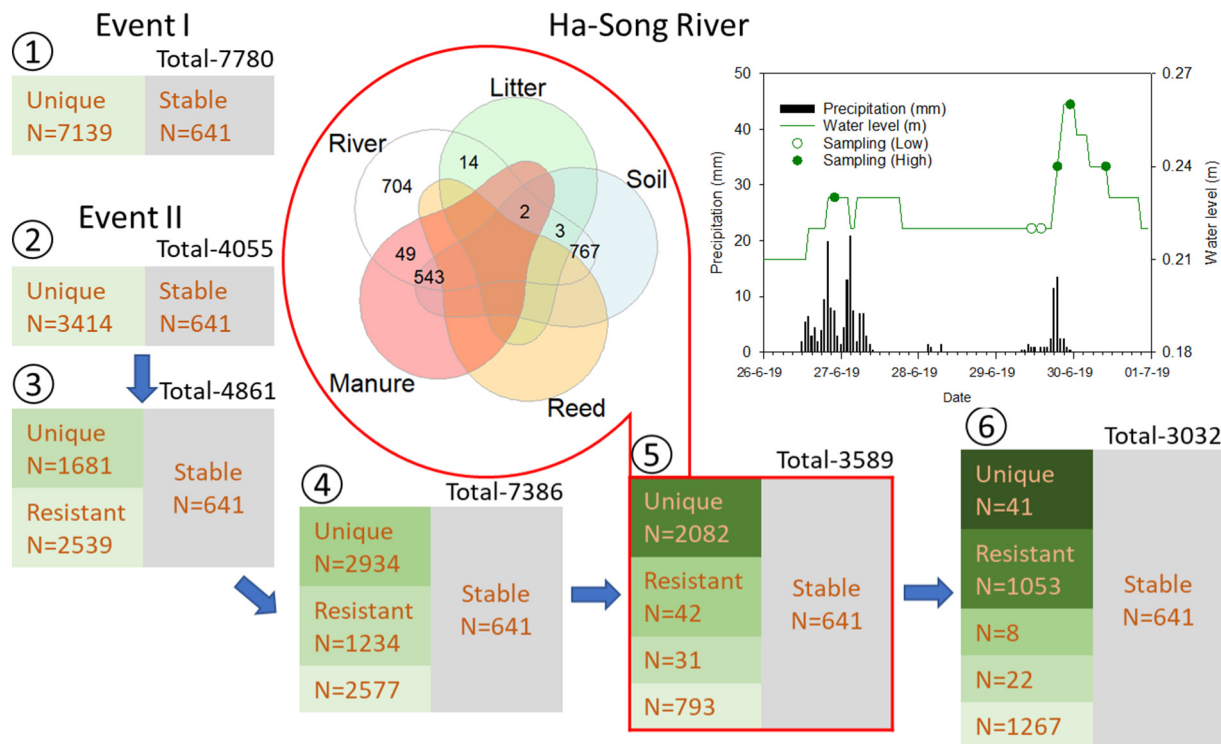 Event I
Ha-Song River
①
Total-7780
Unique
N=7139
Stable
N=641
Event II
②
Total-4055
Unique
N=3414
Stable
N=641
③
Total-4861
Unique
N=1681
Resistant
N=2539
Stable
N=641
Litter
River
Soil
Manure
Reed
14
704
2
3
767
49
543
Precipitation (mm)
Water level (m)
Sampling (Low)
Sampling (High)
Precipitation (mm)
50
40
30
20
10
0
Water level (m)
0.27
0.24
0.21
0.18
26-6-19
27-6-19
28-6-19
29-6-19
30-6-19
01-7-19
Date
④
Total-7386
Unique
N=2934
Resistant
N=1234
N=2577
Stable
N=641
⑤
Total-3589
Unique
N=2082
Resistant
N=42
N=31
N=793
Stable
N=641
⑥
Total-3032
Unique
N=41
Resistant
N=1053
N=8
N=22
N=1267
Stable
N=641